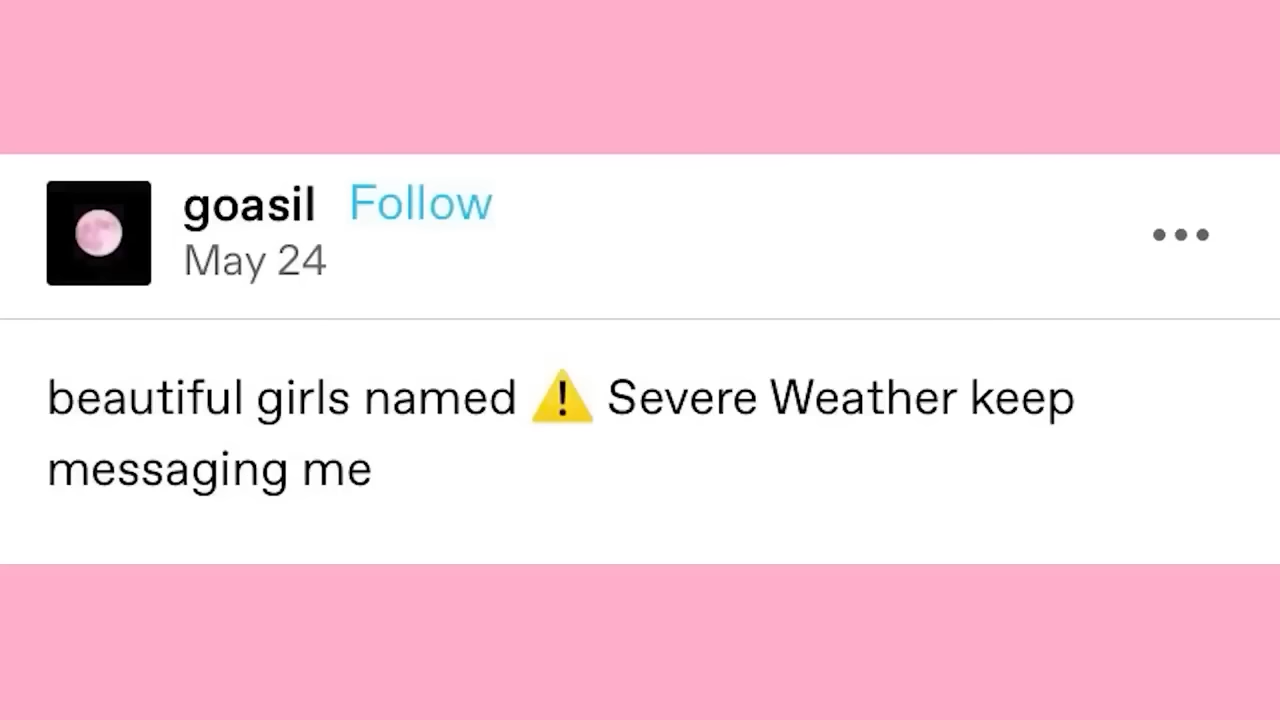 goasil Follow
May 24
beautiful girls named ⚠️ Severe Weather keep
messaging me